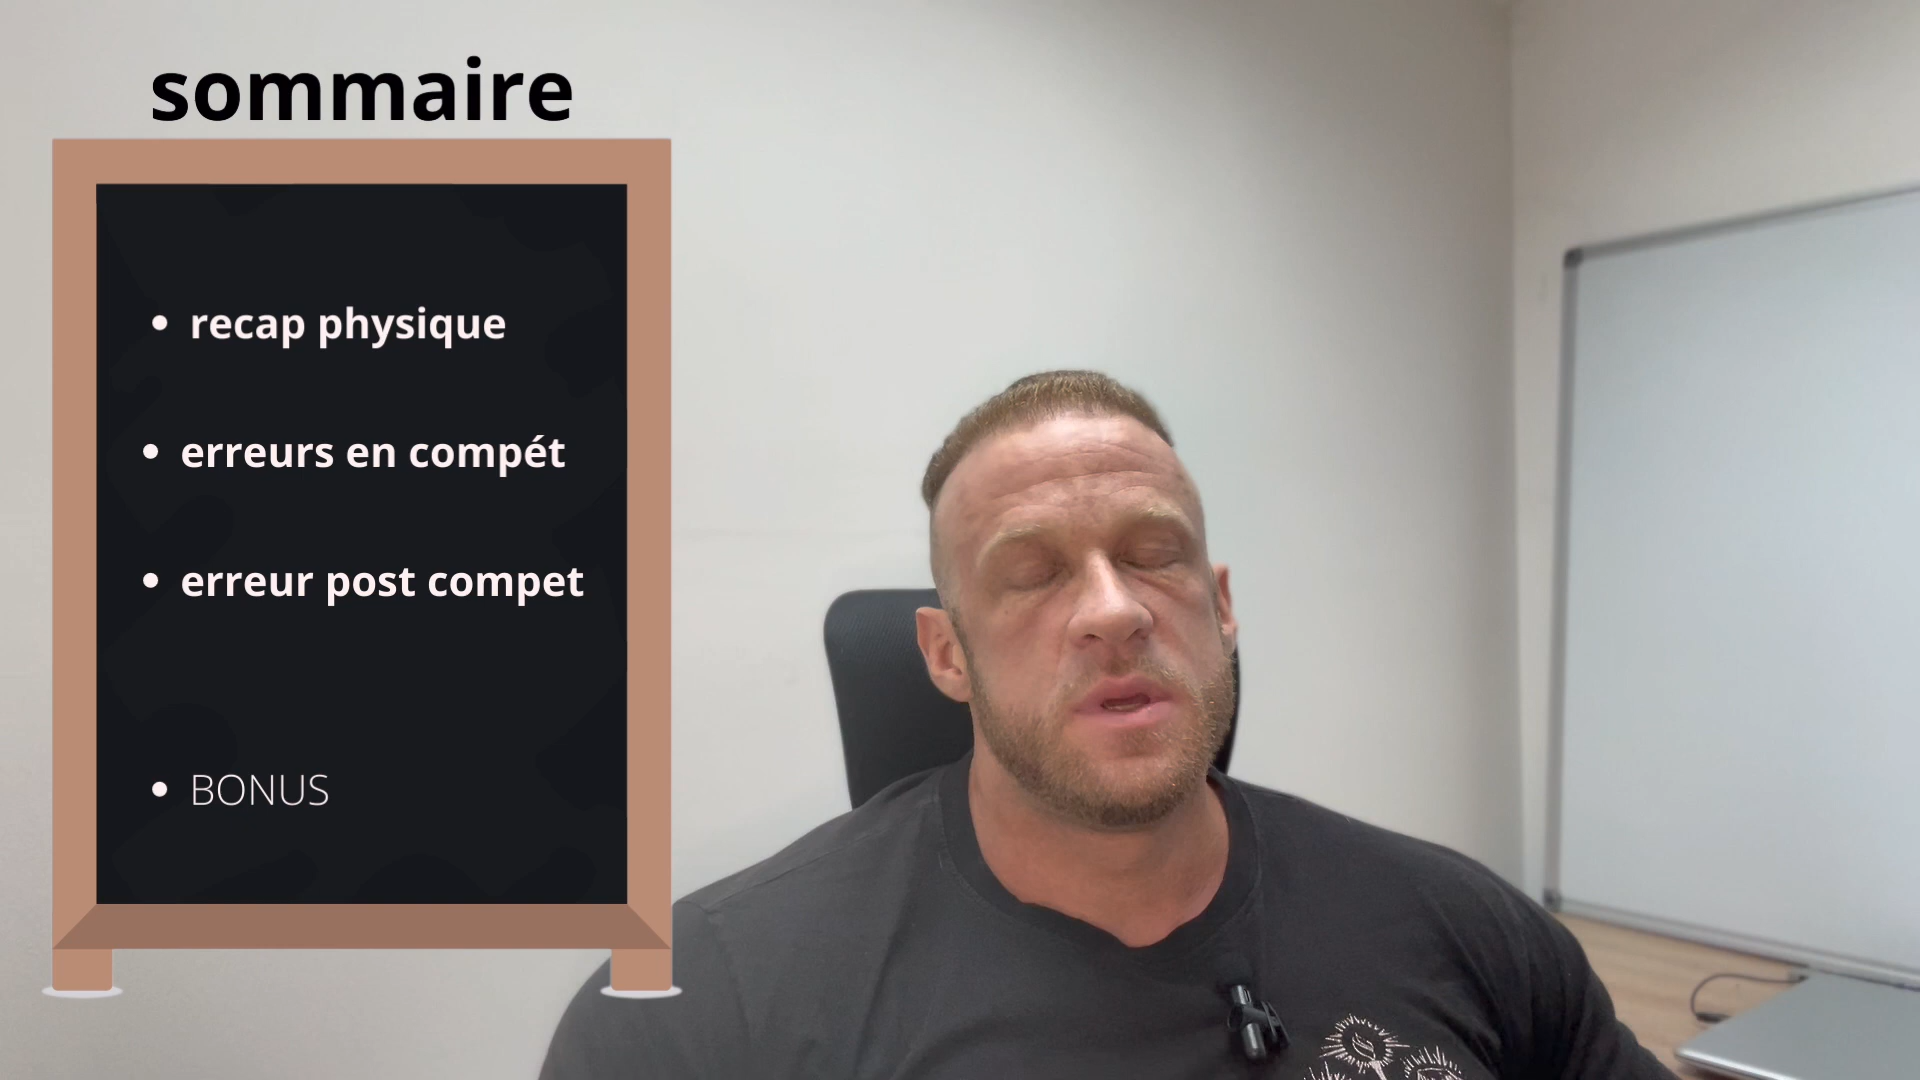 sommaire
recap physique
erreurs en compét
erreur post compet
BONUS